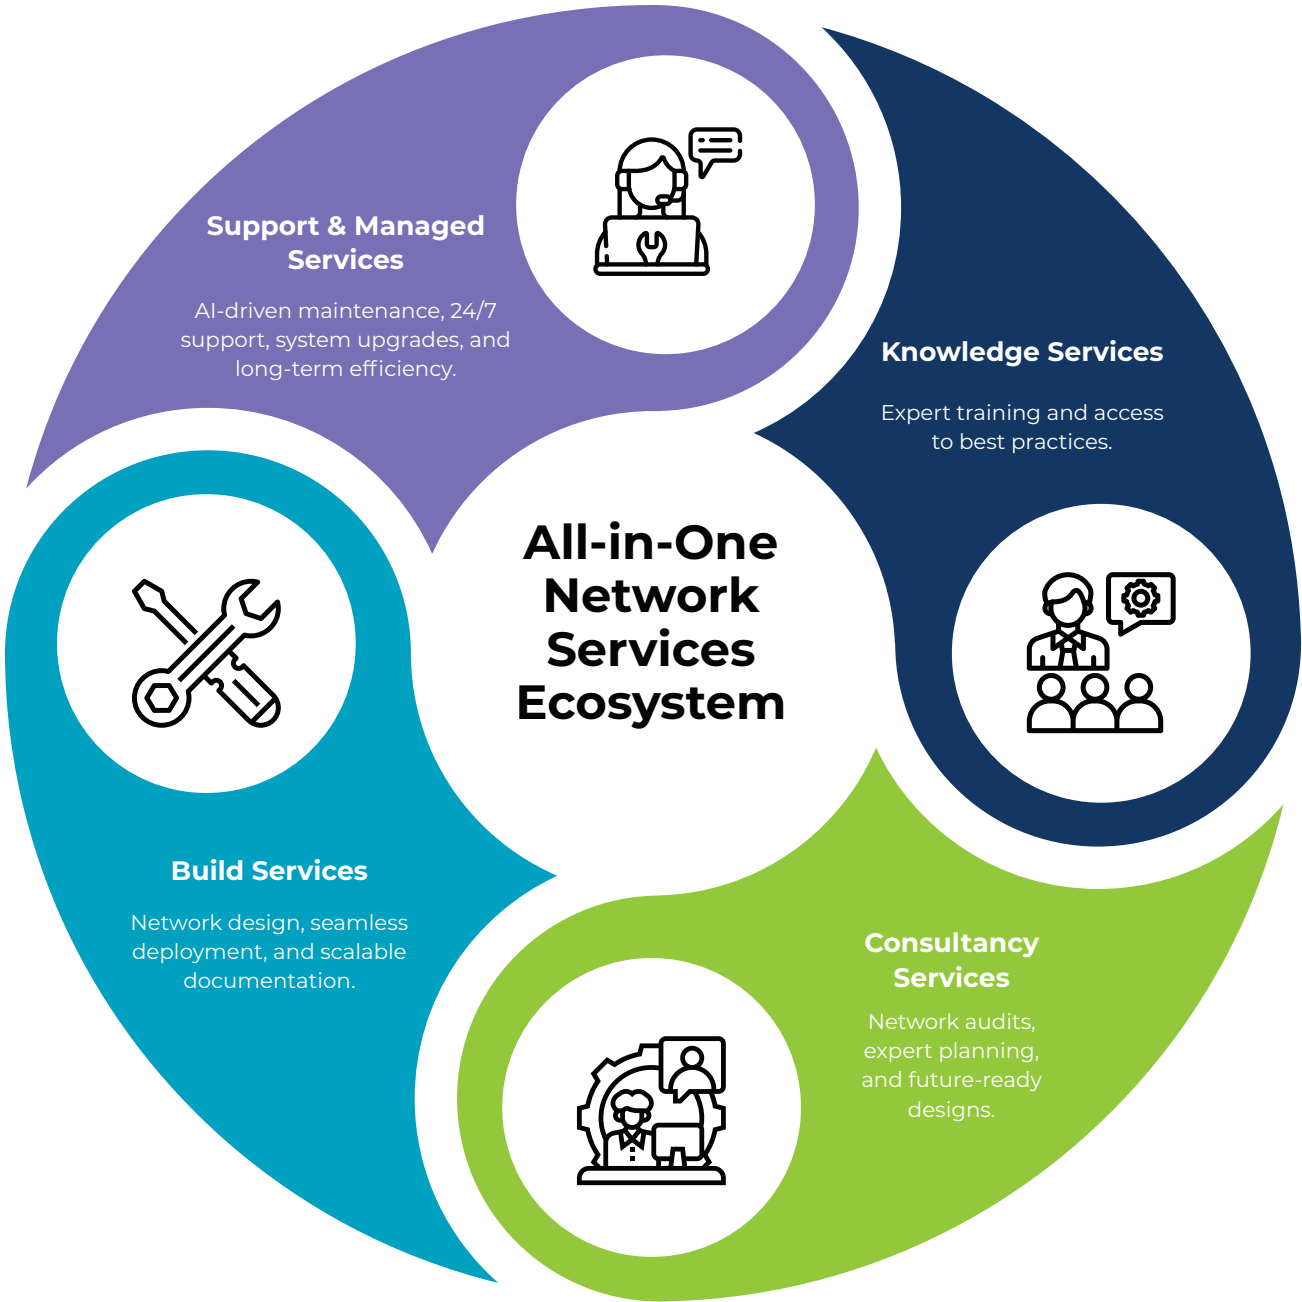 Support & Managed
Services
AI-driven maintenance, 24/7
support, system upgrades, and
long-term efficiency.
Knowledge Services
Expert training and access
to best practices.
All-in-One
Network
Services
Ecosystem
Build Services
Network design, seamless
deployment, and scalable
documentation.
Consultancy
Services
Network audits,
expert planning,
and future-ready
designs.